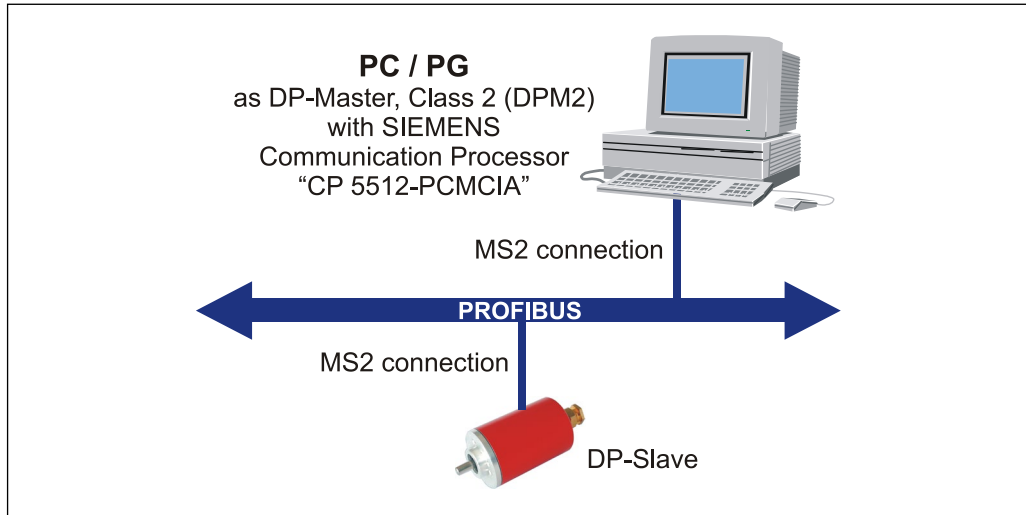 PC / PG
as DP-Master, Class 2 (DPM2)
with SIEMENS
Communication Processor
“CP 5512-PCMCIA”
MS2 connection
PROFIBUS
MS2 connection
DP-Slave